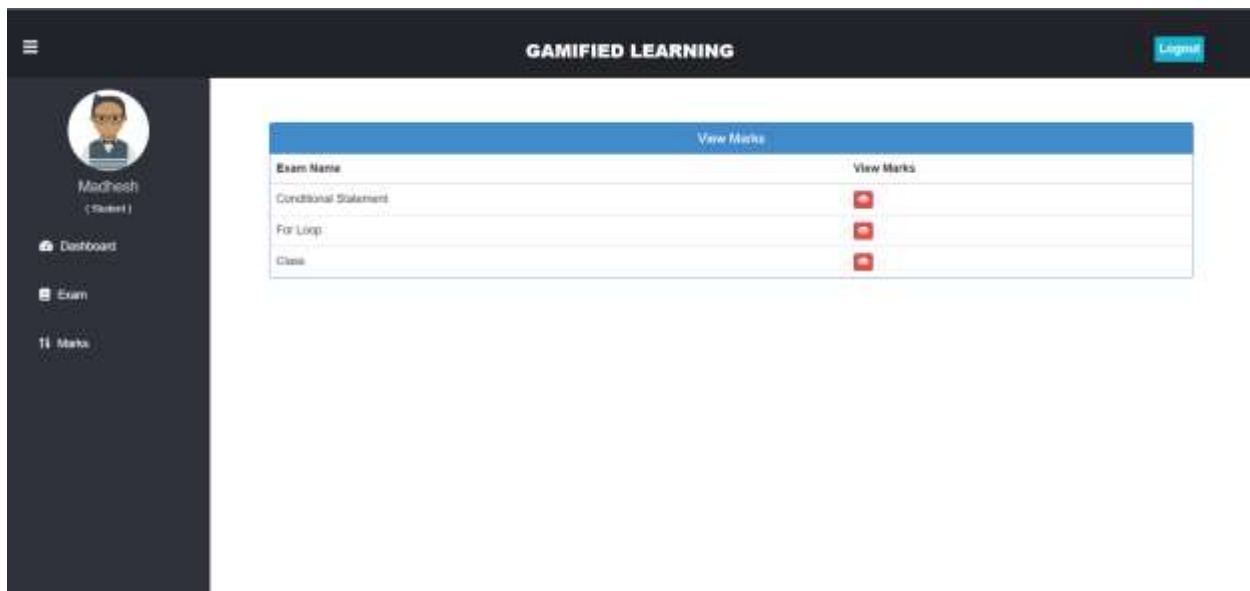 GAMIFIED LEARNING
Logout
Madhesh
( Student )
Dashboard
Exam
Marks
View Marks
Exam Name View Marks
Conditional Statement
For Loop
Class